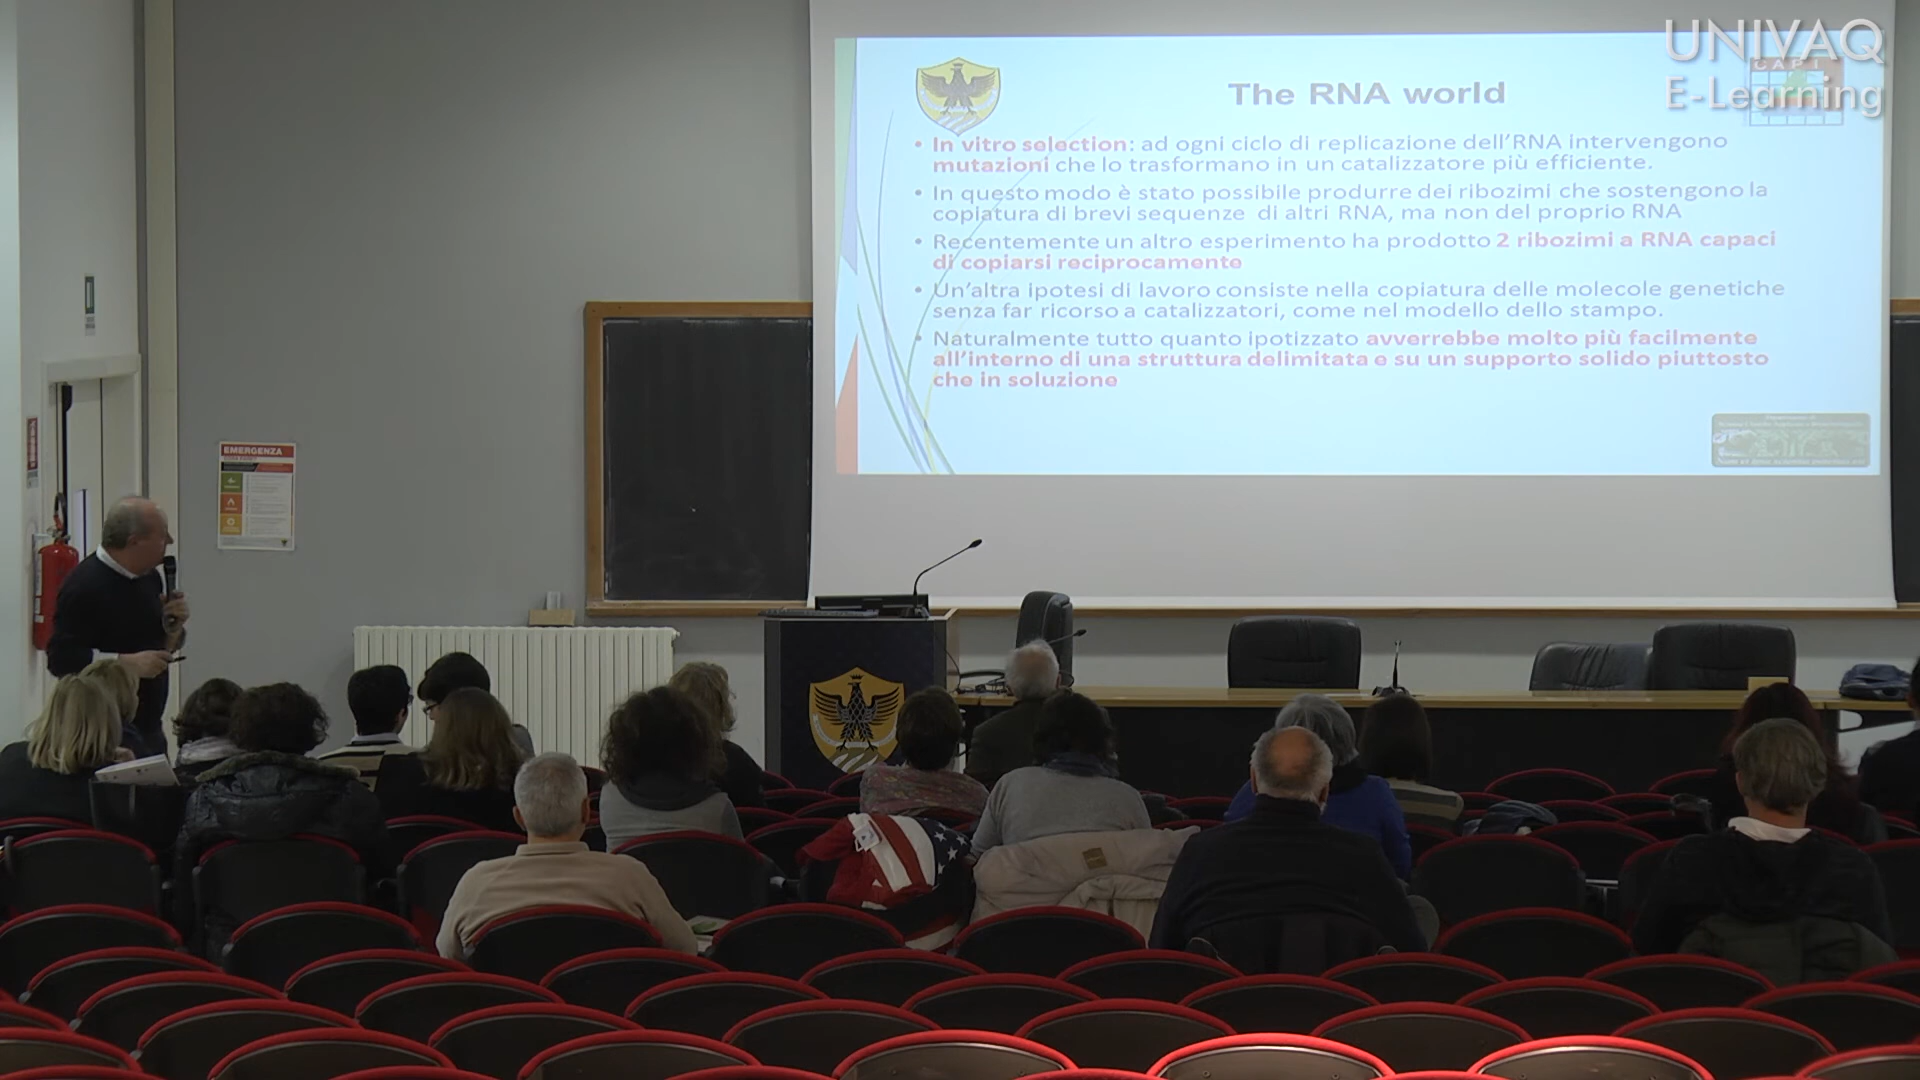 UNIVAQ
E-Learning
CAPI
The RNA world
• In vitro selection: ad ogni ciclo di replicazione dell'RNA intervengono
mutazioni che lo trasformano in un catalizzatore più efficiente.
• In questo modo è stato possibile produrre dei ribozimi che sostengono la
copiatura di brevi sequenze di altri RNA, ma non del proprio RNA
• Recentemente un altro esperimento ha prodotto 2 ribozimi a RNA capaci
di copiarsi reciprocamente
• Un'altra ipotesi di lavoro consiste nella copiatura delle molecole genetiche
senza far ricorso a catalizzatori, come nel modello dello stampo.
• Naturalmente tutto quanto ipotizzato avverrebbe molto più facilmente
all'interno di una struttura delimitata e su un supporto solido piuttosto
che in soluzione
EMERGENZA